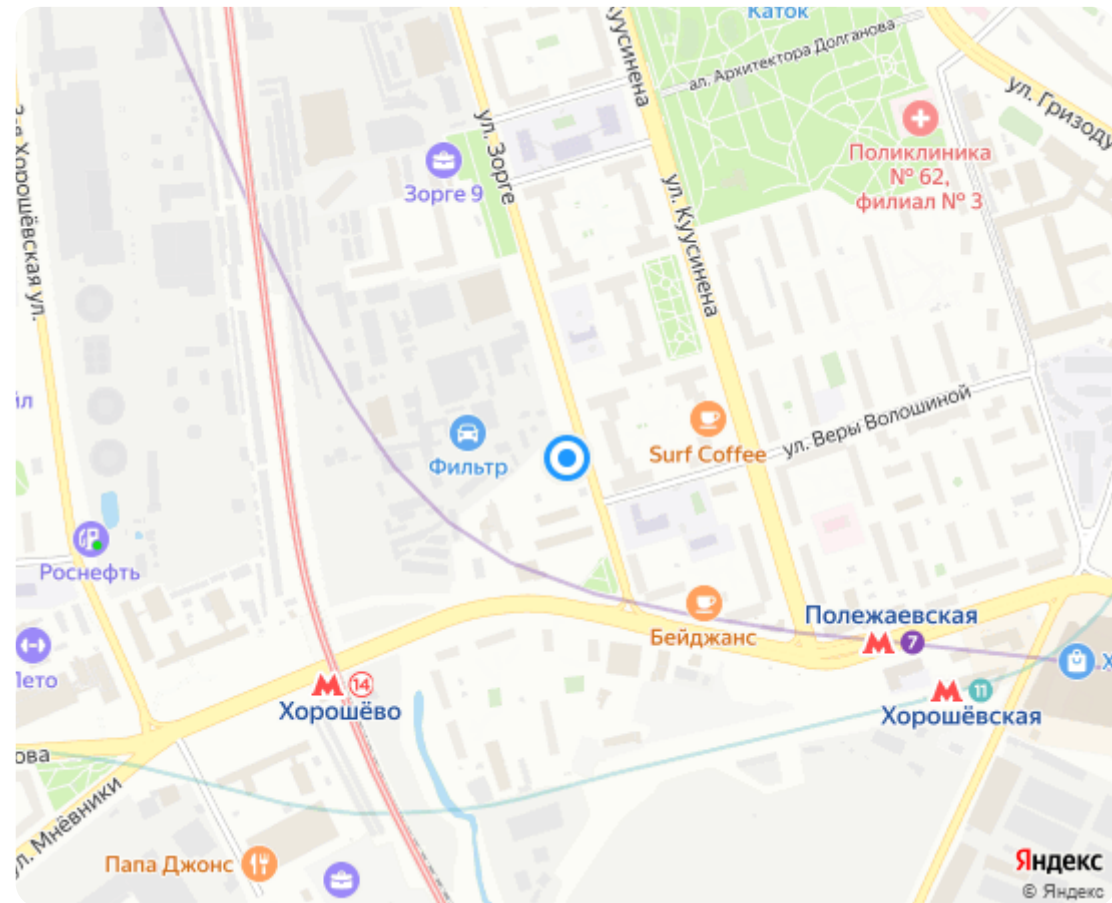 Каток
ал. Архитектора Долганова
ул. Гризоду
Поликлиника
№ 62,
филиал № 3
ул. Зорге
Зорге 9
ул. Куусинена
3-я Хорошёвская ул.
Surf Coffee
ул. Веры Волошиной
Фильтр
Роснефть
Бейджанс
Полежаевская
7
14
Хорошёво
11
Хорошёвская
ул. Мнёвники
Папа Джонс
Яндекс
© Яндекс